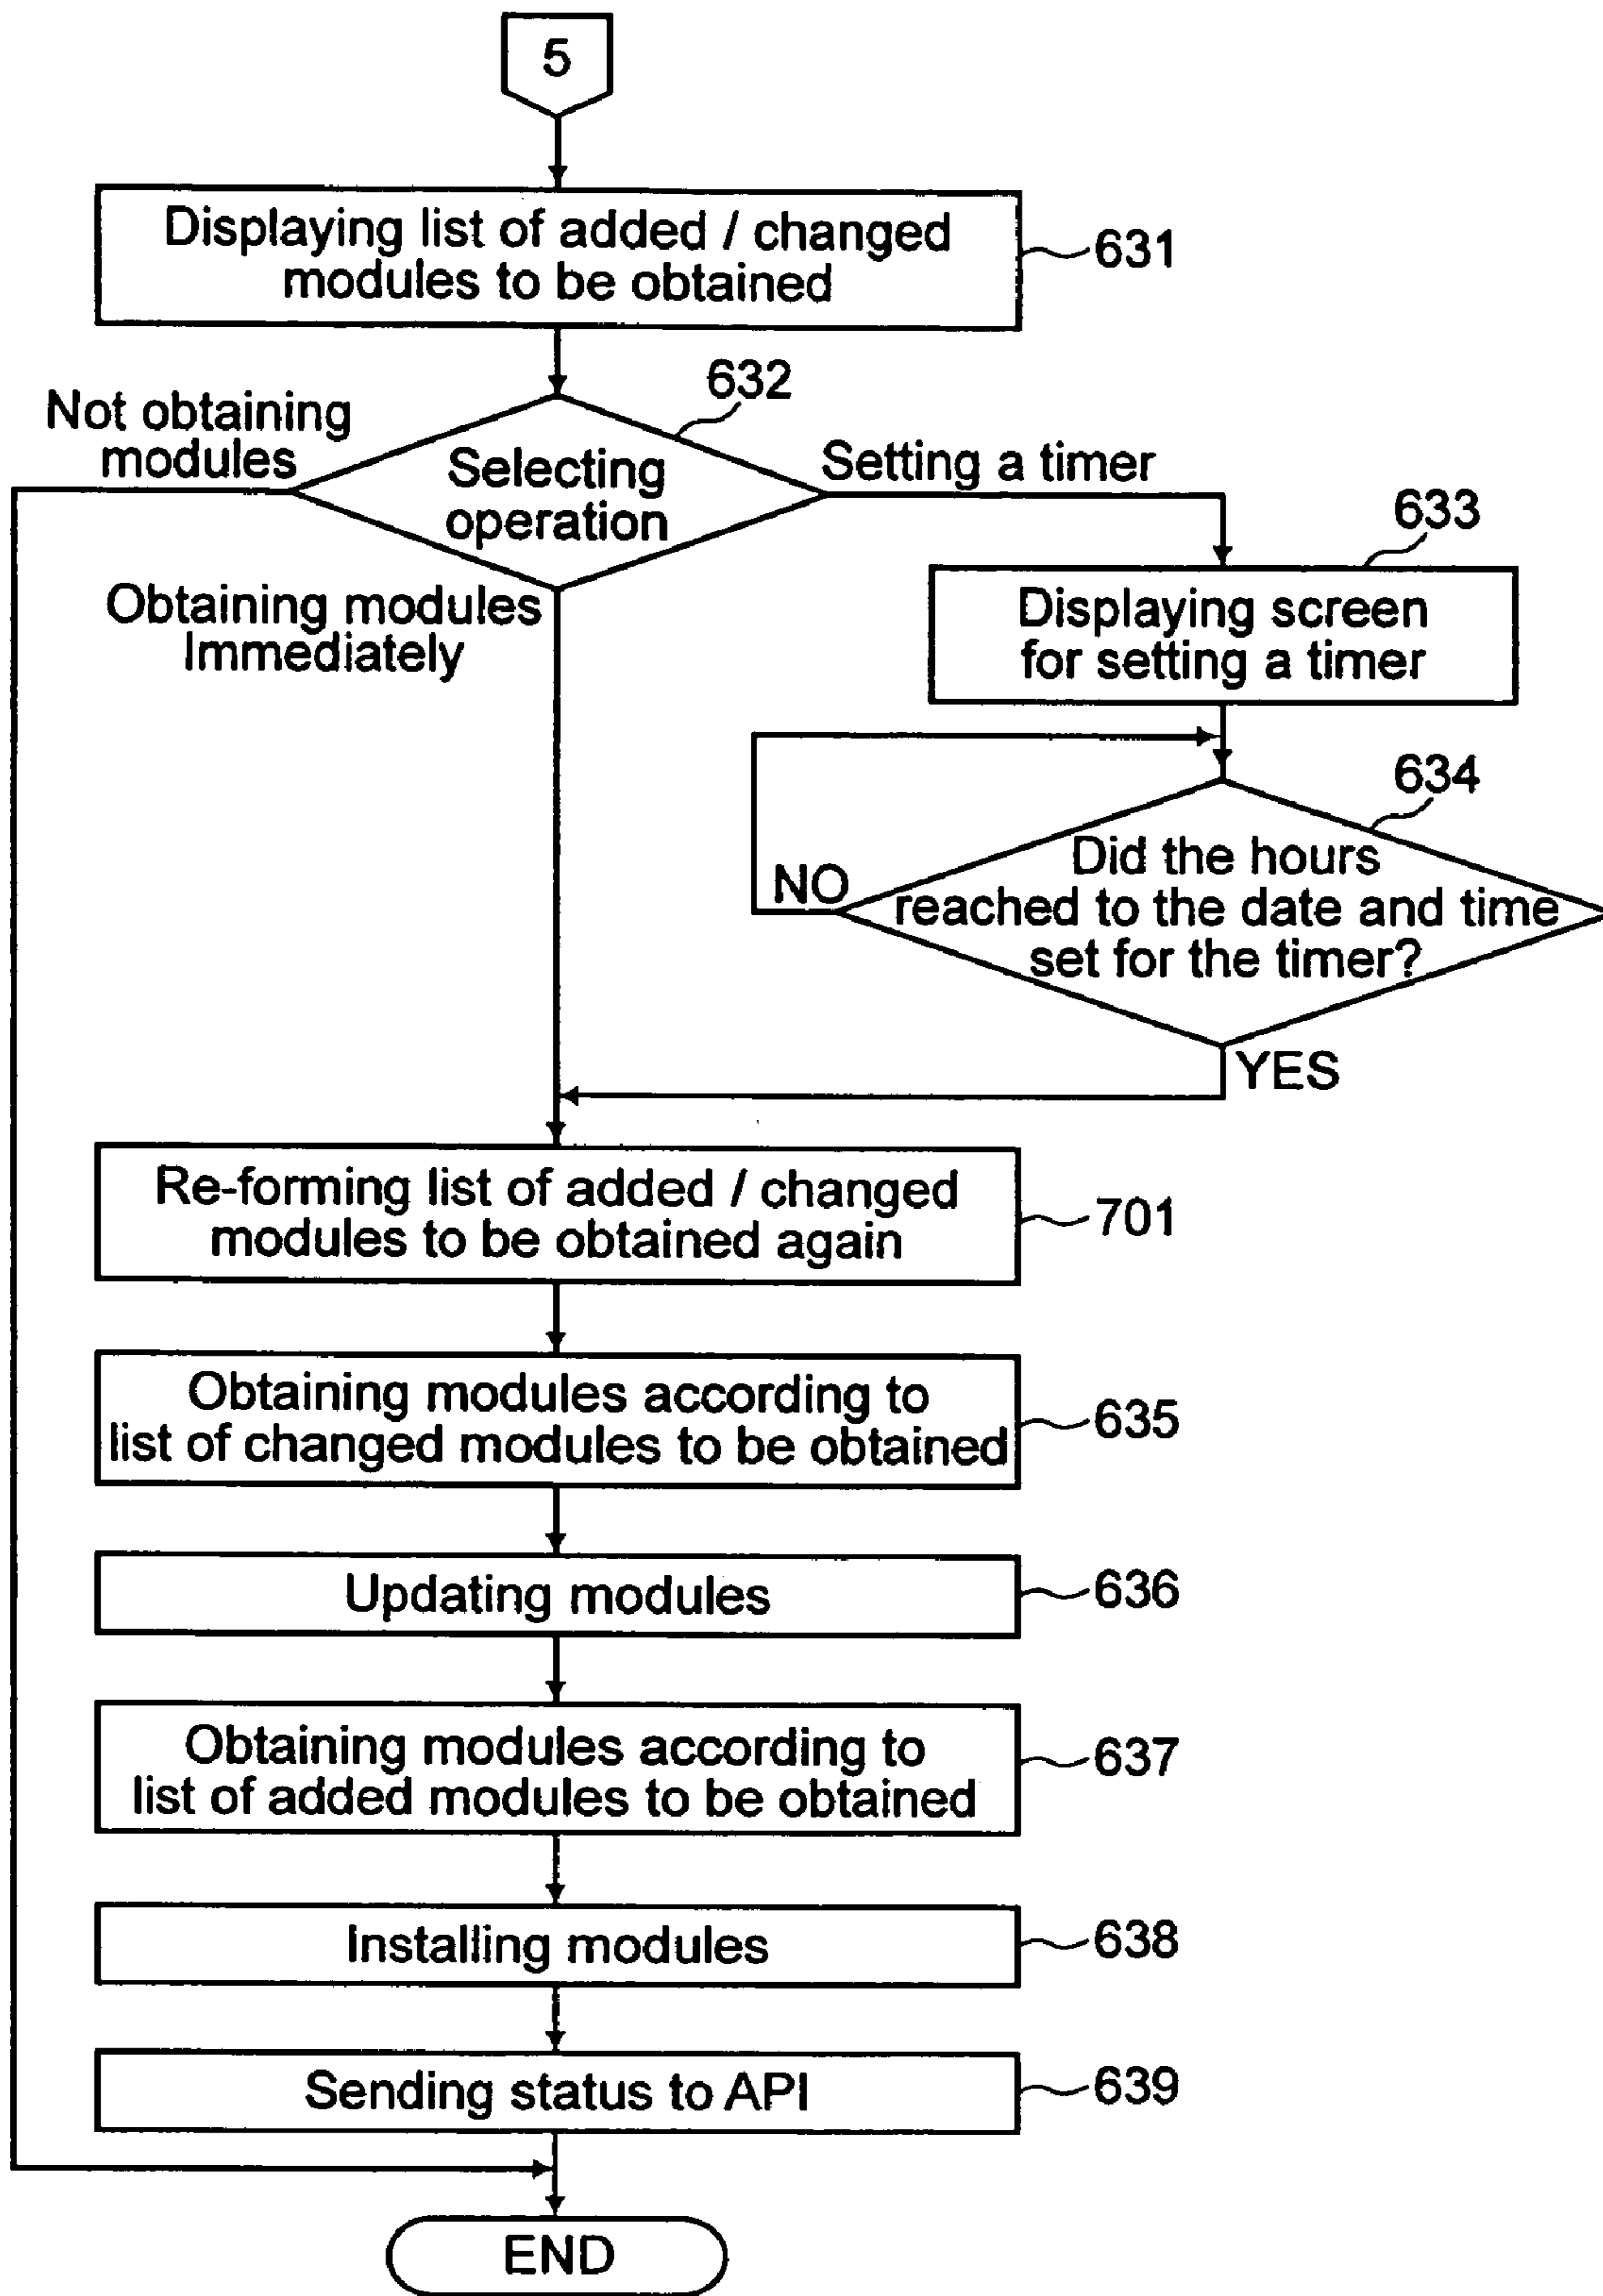 5
Displaying list of added / changed
modules to be obtained
631
632
Not obtaining
modules
Selecting
operation
Setting a timer
633
Obtaining modules
Immediately
Displaying screen
for setting a timer
634
Did the hours
reached to the date and time
set for the timer?
NO
YES
Re-forming list of added / changed
modules to be obtained again
701
Obtaining modules according to
list of changed modules to be obtained
635
Updating modules
636
Obtaining modules according to
list of added modules to be obtained
637
Installing modules
638
Sending status to API
639
END